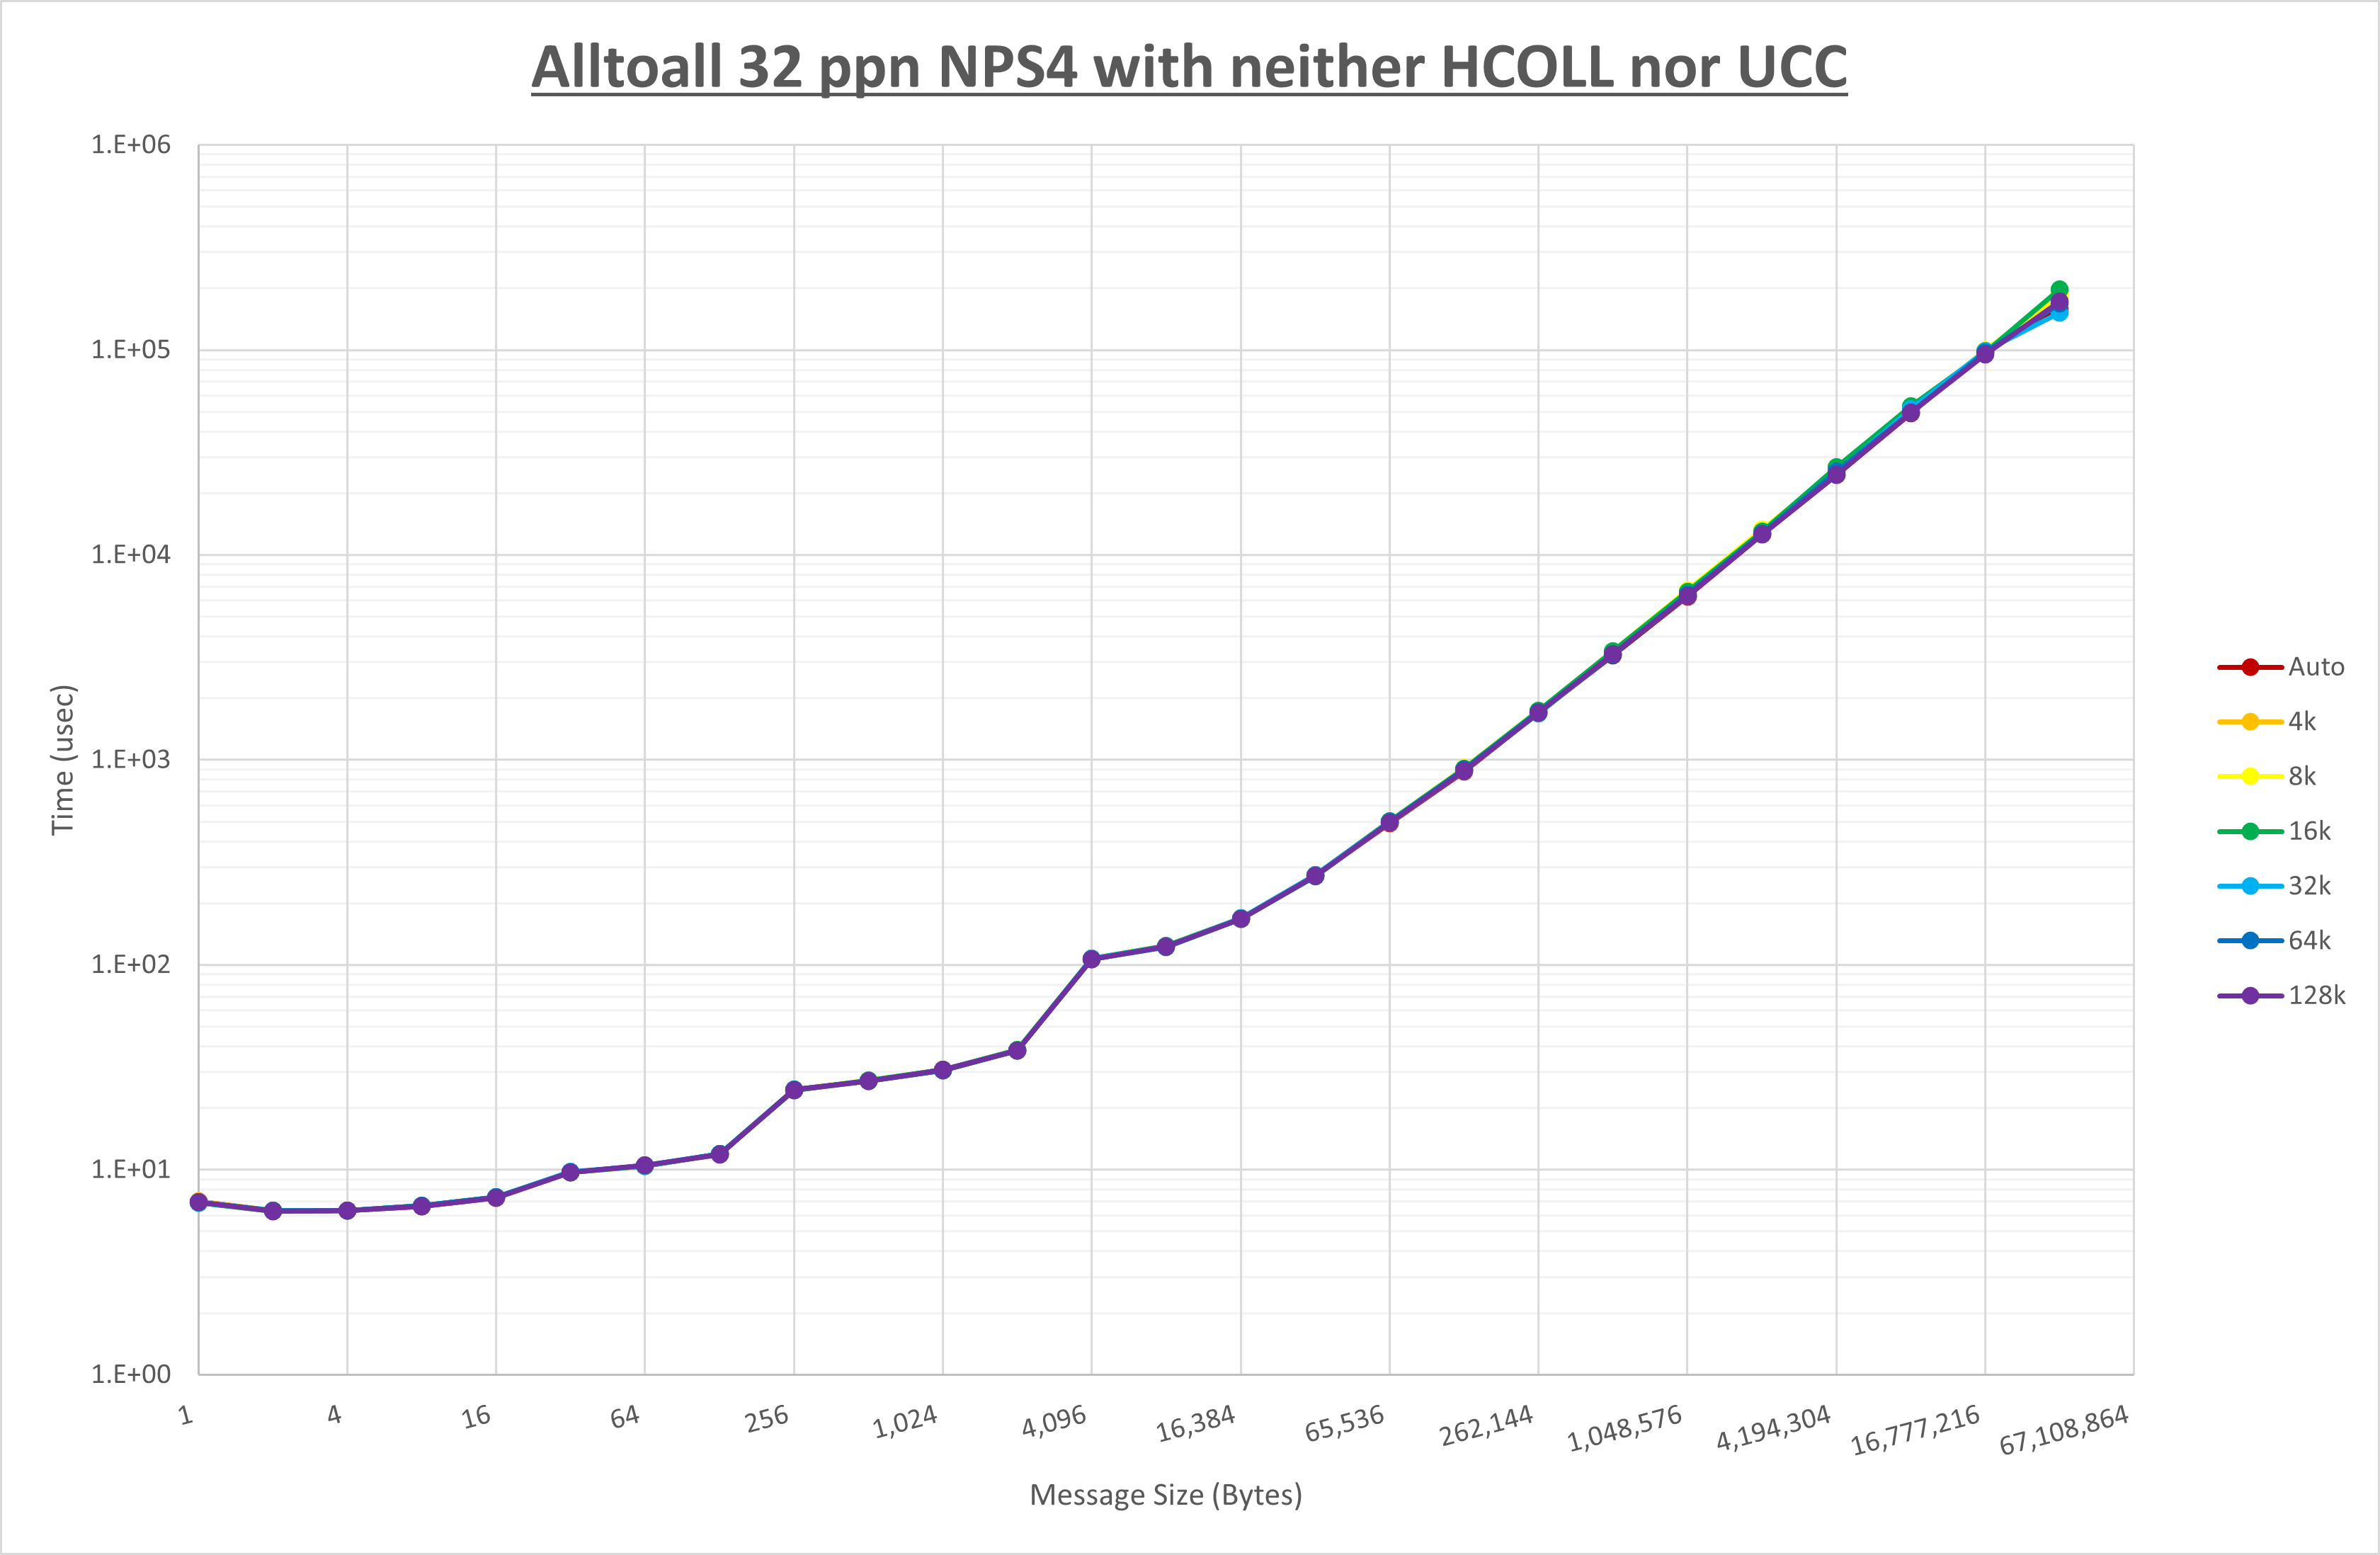 Alltoall 32 ppn NPS4 with neither HCOLL nor UCC
1.E+06
1.E+05
1.E+04
1.E+03
1.E+02
1.E+01
1.E+00
Time (usec)
1
4
16
64
256
1,024
4,096
16,384
65,536
262,144
1,048,576
4,194,304
16,777,216
67,108,864
Message Size (Bytes)
Auto
4k
8k
16k
32k
64k
128k